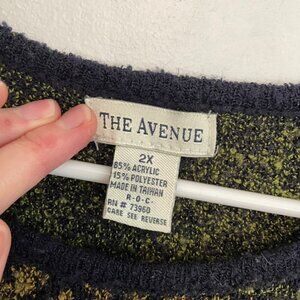 THE AVENUE
2X
85% ACRYLIC
15% POLYESTER
MADE IN TAIWAN
R·O·C·
RN # 73960
CARE SEE REVERSE